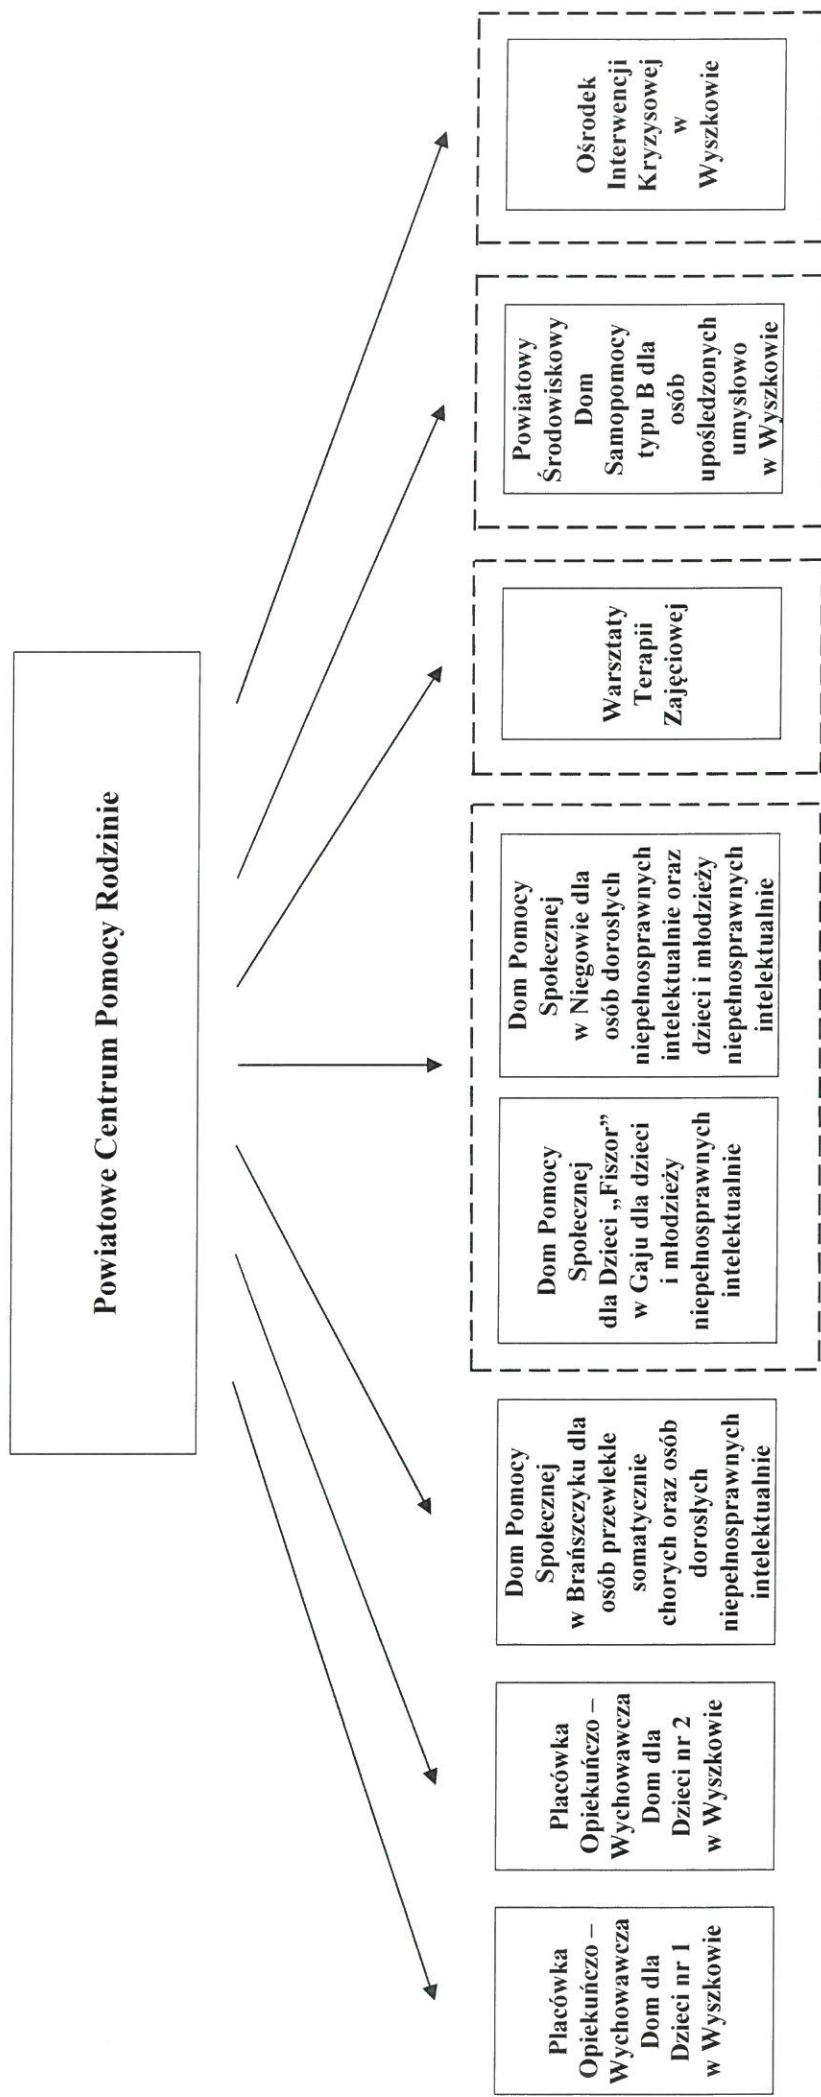 Powiatowe Centrum Pomocy Rodzinie
Placówka
Opiekuńczo –
Wychowawcza
Dom dla
Dzieci nr 1
w Wyszkowie
Placówka
Opiekuńczo –
Wychowawcza
Dom dla
Dzieci nr 2
w Wyszkowie
Dom Pomocy
Społecznej
w Brańszczyku dla
osób przewlekle
somatycznie
chorych oraz osób
dorosłych
niepełnosprawnych
intelektualnie
Dom Pomocy
Społecznej
dla Dzieci „Fiszor”
w Gaju dla dzieci
i młodzieży
niepełnosprawnych
intelektualnie
Dom Pomocy
Społecznej
w Niegowie dla
osób dorosłych
niepełnosprawnych
intelektualnie oraz
dzieci i młodzieży
niepełnosprawnych
intelektualnie
Warsztaty
Terapii
Zajęciowej
Powiatowy
Środowiskowy
Dom
Samopomocy
typu B dla
osób
upośledzonych
umysłowo
w Wyszkowie
Ośrodek
Interwencji
Kryzysowej
w
Wyszkowie